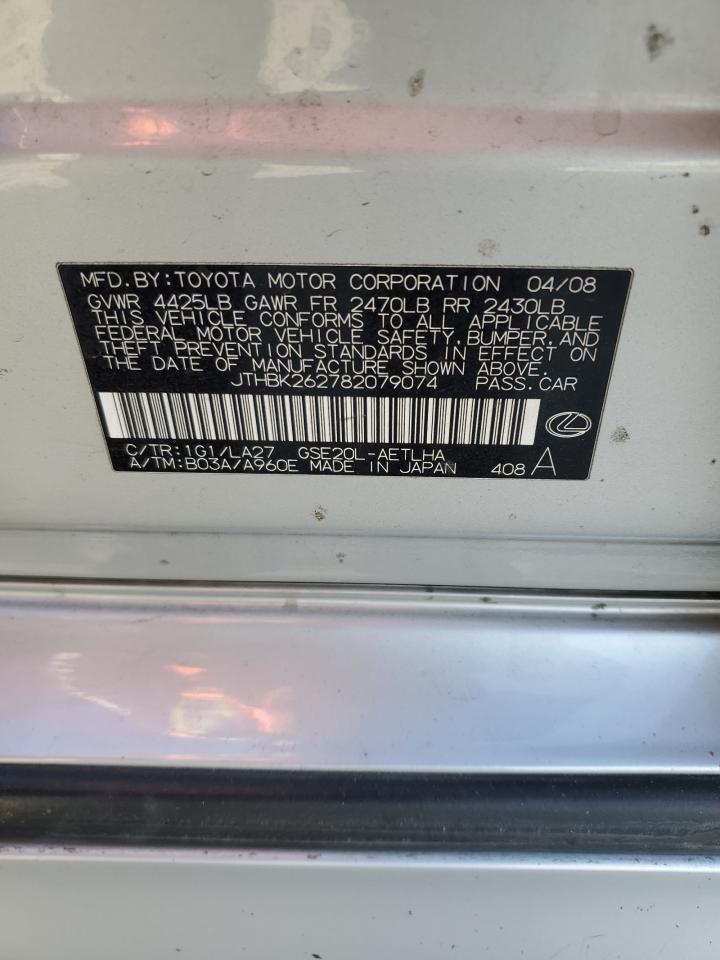 MFD. BY: TOYOTA MOTOR CORPORATION 04/08
GVWR 4425LB GAWR FR 2470LB RR 2430LB
THIS VEHICLE CONFORMS TO ALL APPLICABLE
FEDERAL MOTOR VEHICLE SAFETY, BUMPER, AND
THEFT PREVENTION STANDARDS IN EFFECT ON
THE DATE OF MANUFACTURE SHOWN ABOVE.
JTHBK262782079074 PASS. CAR
C/TR: 1G1/LA27 GSE20L-AETLHA
A/TM: B03A/A960E MADE IN JAPAN 408 A